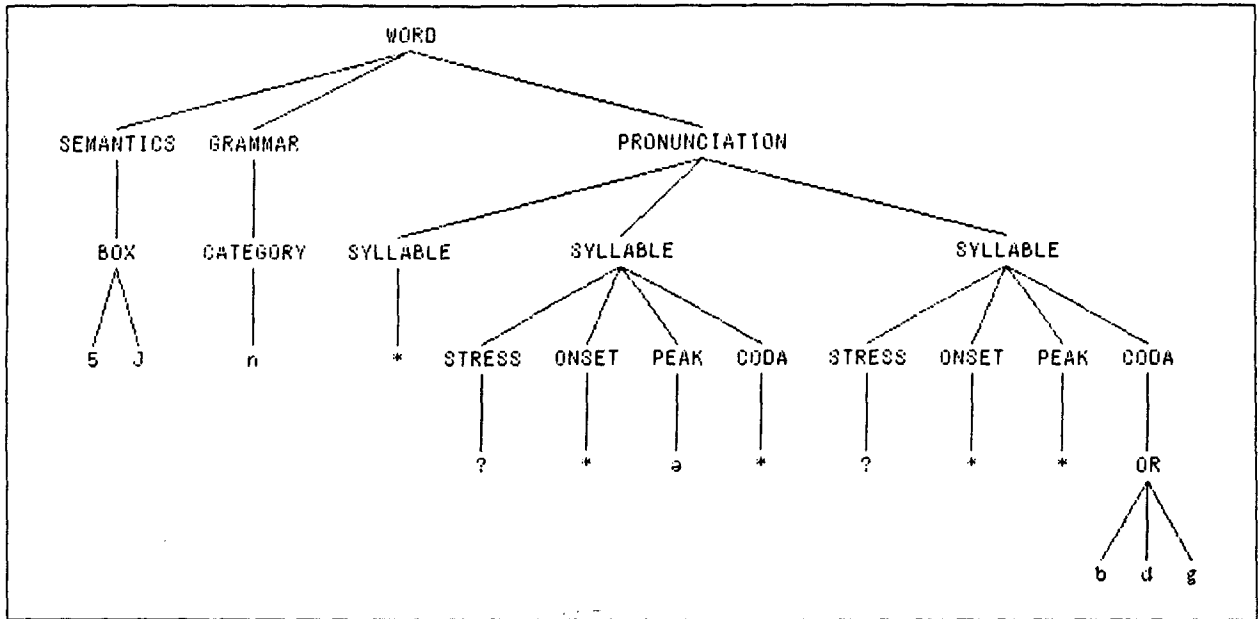 WORD
SEMANTICS GRAMMAR PRONUNCIATION
BOX CATEGORY SYLLABLE SYLLABLE SYLLABLE
5 J n * STRESS ONSET PEAK CODA STRESS ONSET PEAK CODA
? * ə * ? * * OR
b d g